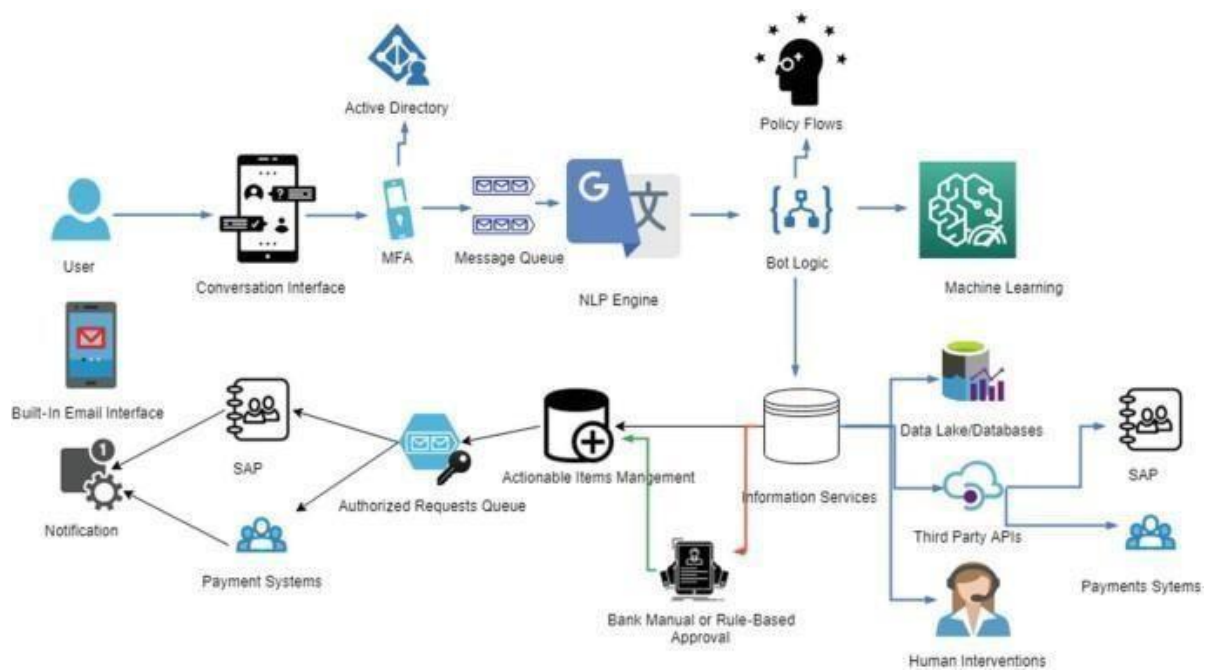 Active Directory
Policy Flows
User
Conversation Interface
MFA
Message Queue
G
文
NLP Engine
Bot Logic
Machine Learning
Built-In Email Interface
SAP
1
Notification
Payment Systems
Authorized Requests Queue
Actionable Items Mangement
Information Services
Bank Manual or Rule-Based
Approval
Data Lake/Databases
Third Party APIs
Human Interventions
SAP
Payments Sytems